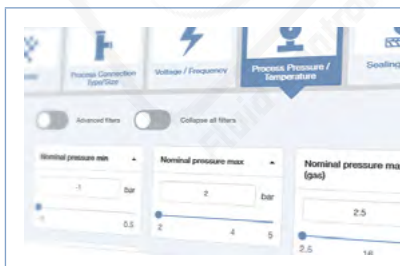 Process Connection
Type/Size
Voltage / Frequency
Process Pressure /
Temperature
Sealing
Advanced filters
Collapse all filters
Nominal pressure min
Nominal pressure max
Nominal pressure ma
(gas)
-1
bar
2
bar
2.5
-1
0.5
2
4
5
2.5
16